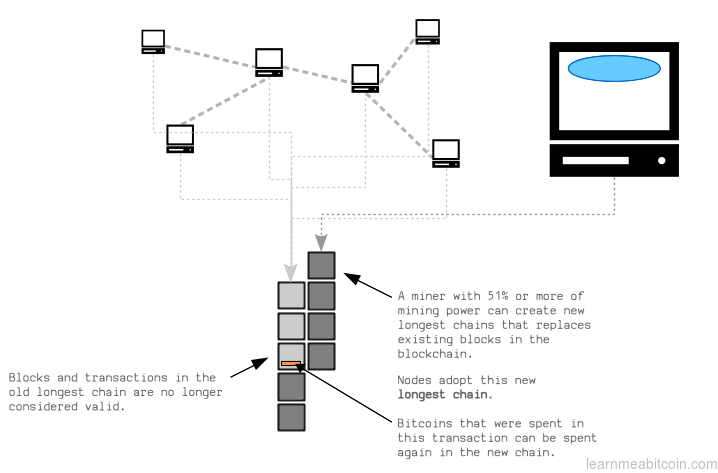 A miner with 51% or more of
mining power can create new
longest chains that replaces
existing blocks in the
blockchain.
Nodes adopt this new
longest chain.
Blocks and transactions in the
old longest chain are no longer
considered valid.
Bitcoins that were spent in
this transaction can be spent
again in the new chain.
learnmeabitcoin.com